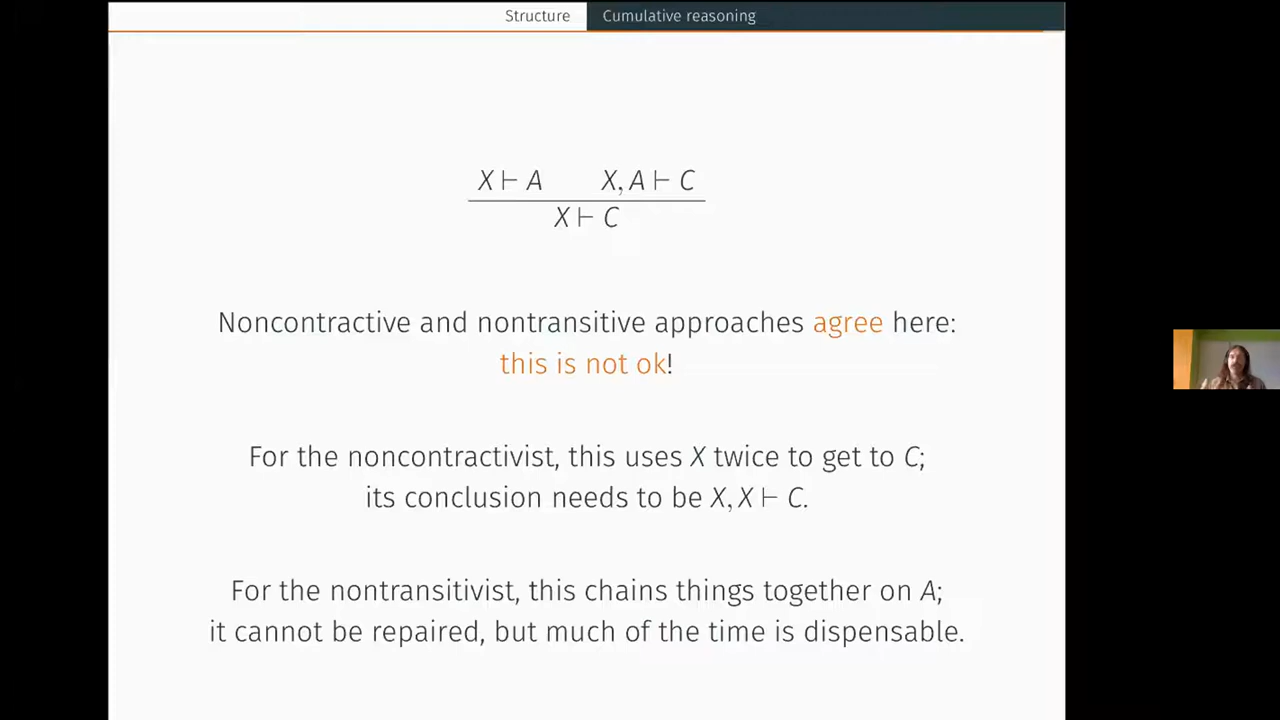 Structure Cumulative reasoning
X ⊢ A X, A ⊢ C
X ⊢ C
Noncontractive and nontransitive approaches agree here:
this is not ok!
For the noncontractivist, this uses X twice to get to C;
its conclusion needs to be X, X ⊢ C.
For the nontransitivist, this chains things together on A;
it cannot be repaired, but much of the time is dispensable.